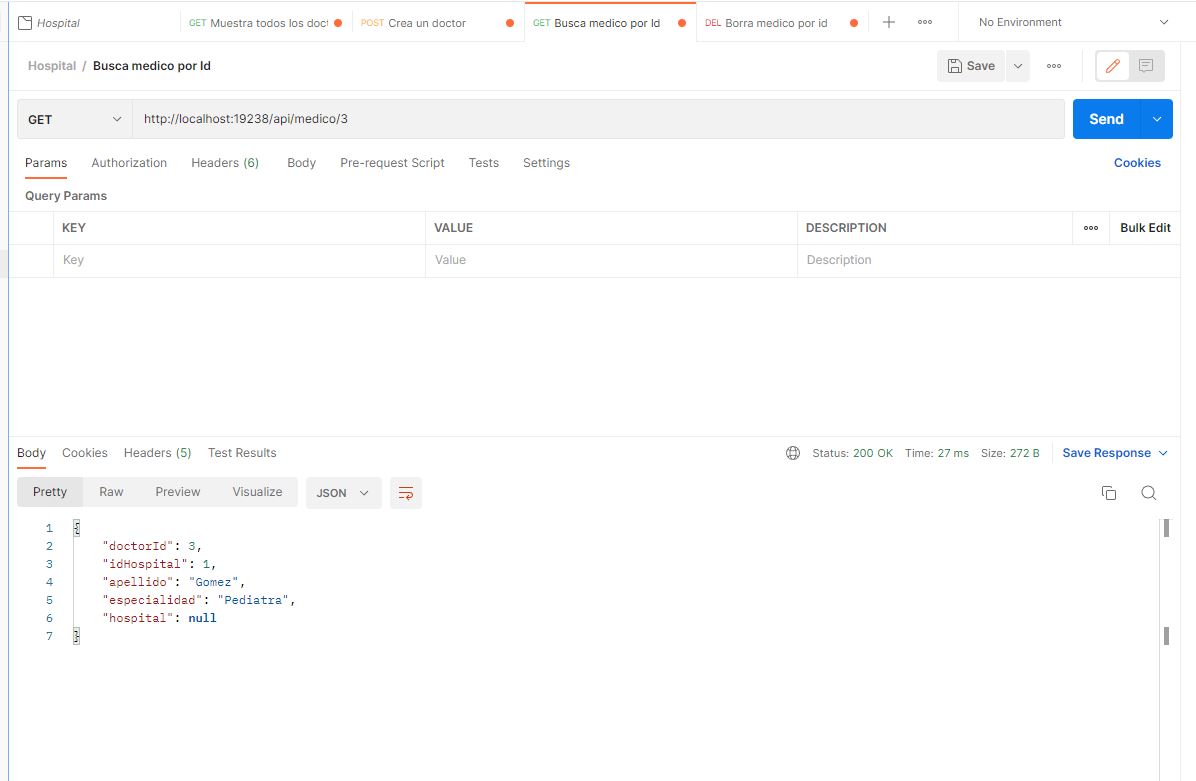 Hospital GET Muestra todos los doct POST Crea un doctor GET Busca medico por Id DEL Borra medico por id No Environment
Hospital / Busca medico por Id Save
GET http://localhost:19238/api/medico/3 Send
Params Authorization Headers (6) Body Pre-request Script Tests Settings Cookies
Query Params
KEY VALUE DESCRIPTION Bulk Edit
Key Value Description
Body Cookies Headers (5) Test Results Status: 200 OK Time: 27 ms Size: 272 B Save Response
Pretty Raw Preview Visualize JSON
1 {
2 "doctorId": 3,
3 "idHospital": 1,
4 "apellido": "Gomez",
5 "especialidad": "Pediatra",
6 "hospital": null
7 }